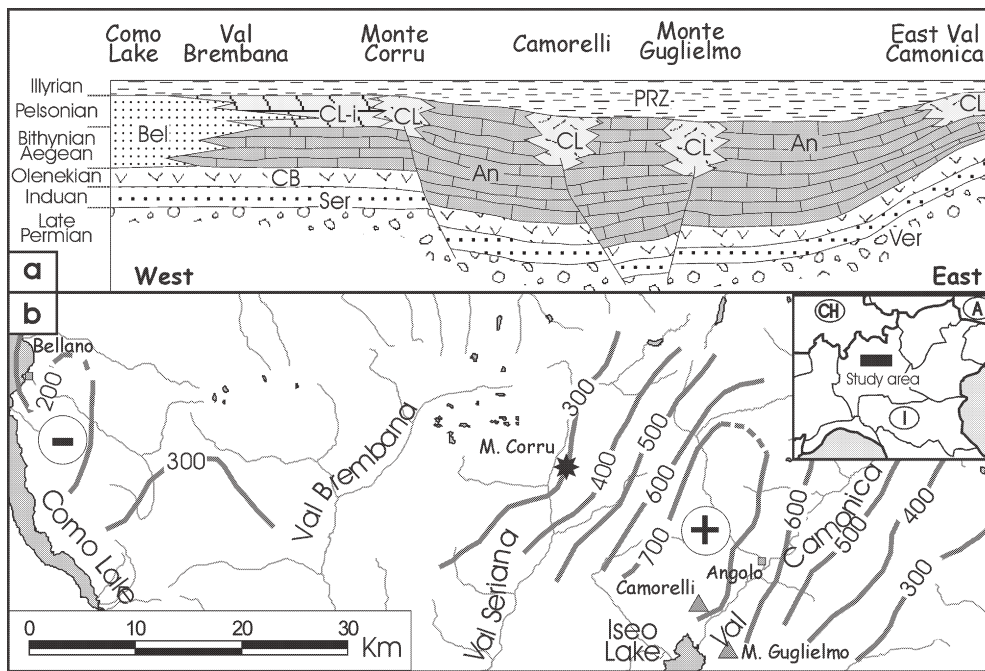 Como Lake
Val Brembana
Monte Corru
Camorelli
Monte Guglielmo
East Val Camonica
Illyrian
Pelsonian
Bithynian
Aegean
Olenekian
Induan
Late Permian
PRZ
CL-i
CL
CL
CL
CL
Bel
An
An
CB
Ser
Ver
a
West
East
b
Bellano
200
-
300
Como Lake
Val Brembana
M. Corru
Val Seriana
300
400
500
600
700
+
Camorelli
Angolo
Iseo Lake
Val Camonica
M. Guglielmo
600
500
400
300
CH
A
Study area
I
0 10 20 30 Km